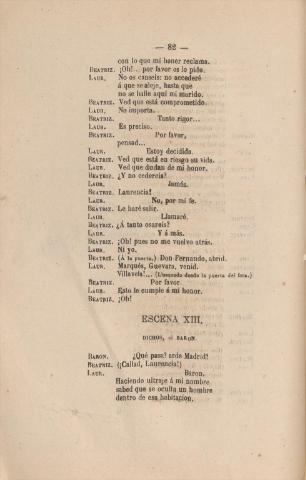 — 82 —
con lo que mi honor reclama.
BEATRIZ. ¡Oh!... por favor os lo pido.
LAUR. No os canseis: no accederé
á que se aleje, hasta que
no se halle aquí mi marido.
BEATRIZ. Ved que está comprometido.
LAUR. No importa.
BEATRIZ. Tanto rigor...
LAUR. Es preciso.
BEATRIZ. Por favor,
pensad...
LAUR. Estoy decidida.
BEATRIZ. Ved que está en riesgo su vida.
LAUR. Ved que dudan de mi honor.
BEATRIZ. ¿Y no cedereis?
LAUR. Jamás.
BEATRIZ. Laurencia!
LAUR. No, por mi fe.
BEATRIZ. Le haré salir.
LAUR. Llamaré.
BEATRIZ. ¿Á tanto osareis?
LAUR. Y á más.
BEATRIZ. ¡Oh! pues no me vuelvo atrás.
LAUR. Ni yo.
BEATRIZ. (Á la puerta.) Don Fernando, abrid.
LAUR. Marqués, Guevara, venid.
Villavela!... (Llamando desde la puerta del foro.)
BEATRIZ. Por favor.
LAUR. Esto le cumple á mi honor.
BEATRIZ. ¡Oh!
ESCENA XIII.
DICHOS, el BARON.
BARON. ¿Qué pasa? arde Madrid?
BEATRIZ. (¡Callad, Laurencia!)
LAUR. Baron.
Haciendo ultraje á mi nombre
sabed que se oculta un hombre
dentro de esa habitacion.